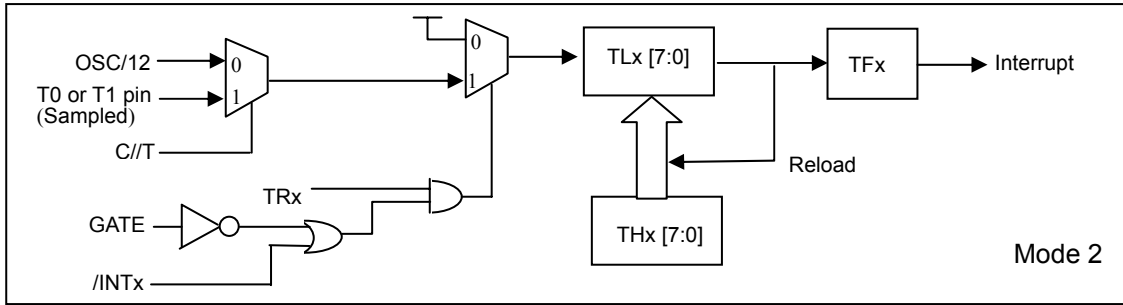 OSC/12
T0 or T1 pin
(Sampled)
C//T
0
1
0
1
TLx [7:0]
TFx
Interrupt
Reload
TRx
GATE
/INTx
THx [7:0]
Mode 2